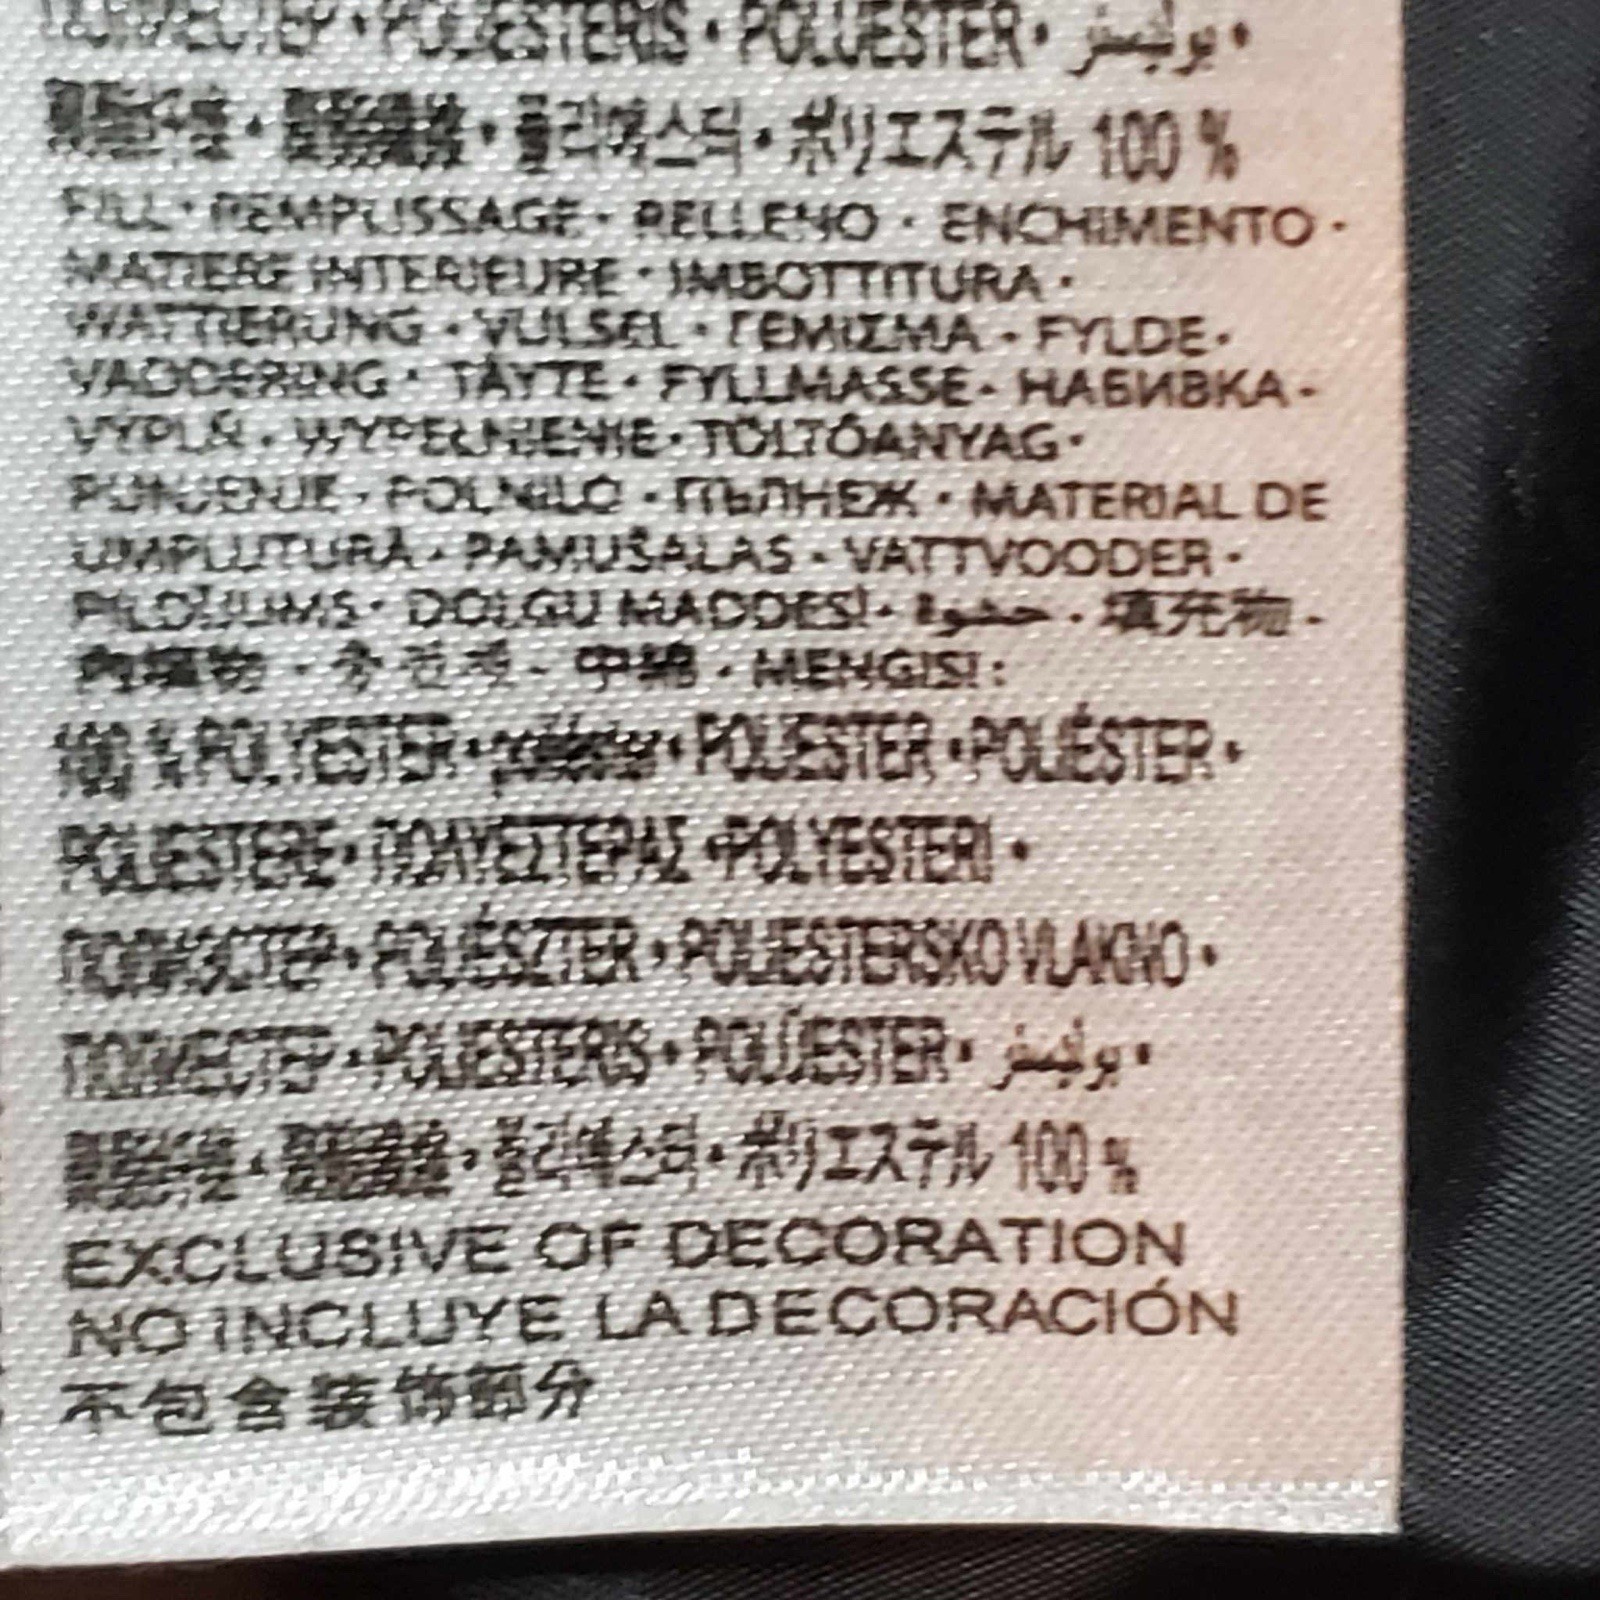 ПОЛИЕСТЕР • POLIESTERIS • POLÜESTER • بوليستر •
聚酯纤维 • 聚酯纖維 • 폴리에스터 • ポリエステル 100 %
FILL • REMPLISSAGE • RELLENO • ENCHIMENTO •
MATIERE INTERIEURE • IMBOTTITURA •
WATTIERUNG • VULSEL • ΓΕΜΙΣΜΑ • FYLDE •
VADDERING • TÄYTE • FYLLMASSE • НАБИВКА •
VÝPLŇ • WYPEŁNIENIE • TÖLTŐANYAG •
PUNJENJE • POLNILO • ПЪЛНЕЖ • MATERIAL DE
UMPLUTURĂ • PAMUŠALAS • VATTVOODER •
PILDĪJUMS • DOLGU MADDESİ • حشوة • 填充物 •
內填物 • 충전재 • 中綿 • MENGISI:
100 % POLYESTER • POLIESTER • POLIÉSTER •
POLIESTERE • ΠΟΛΥΕΣΤΕΡΑΣ • POLYESTERI •
ПОЛИЭСТЕР • POLIÉSZTER • POLIESTERSKO VLAKNO •
ПОЛИЕСТЕР • POLIESTERIS • POLÜESTER • بوليستر •
聚酯纤维 • 聚酯纖維 • 폴리에스터 • ポリエステル 100 %
EXCLUSIVE OF DECORATION
NO INCLUYE LA DECORACIÓN
不包含装饰部分